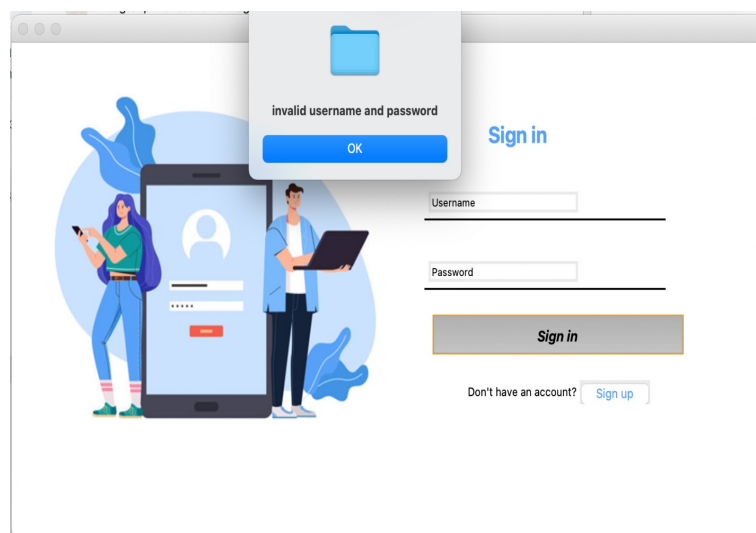 invalid username and password
OK
Sign in
Username
Password
Sign in
Don't have an account? Sign up